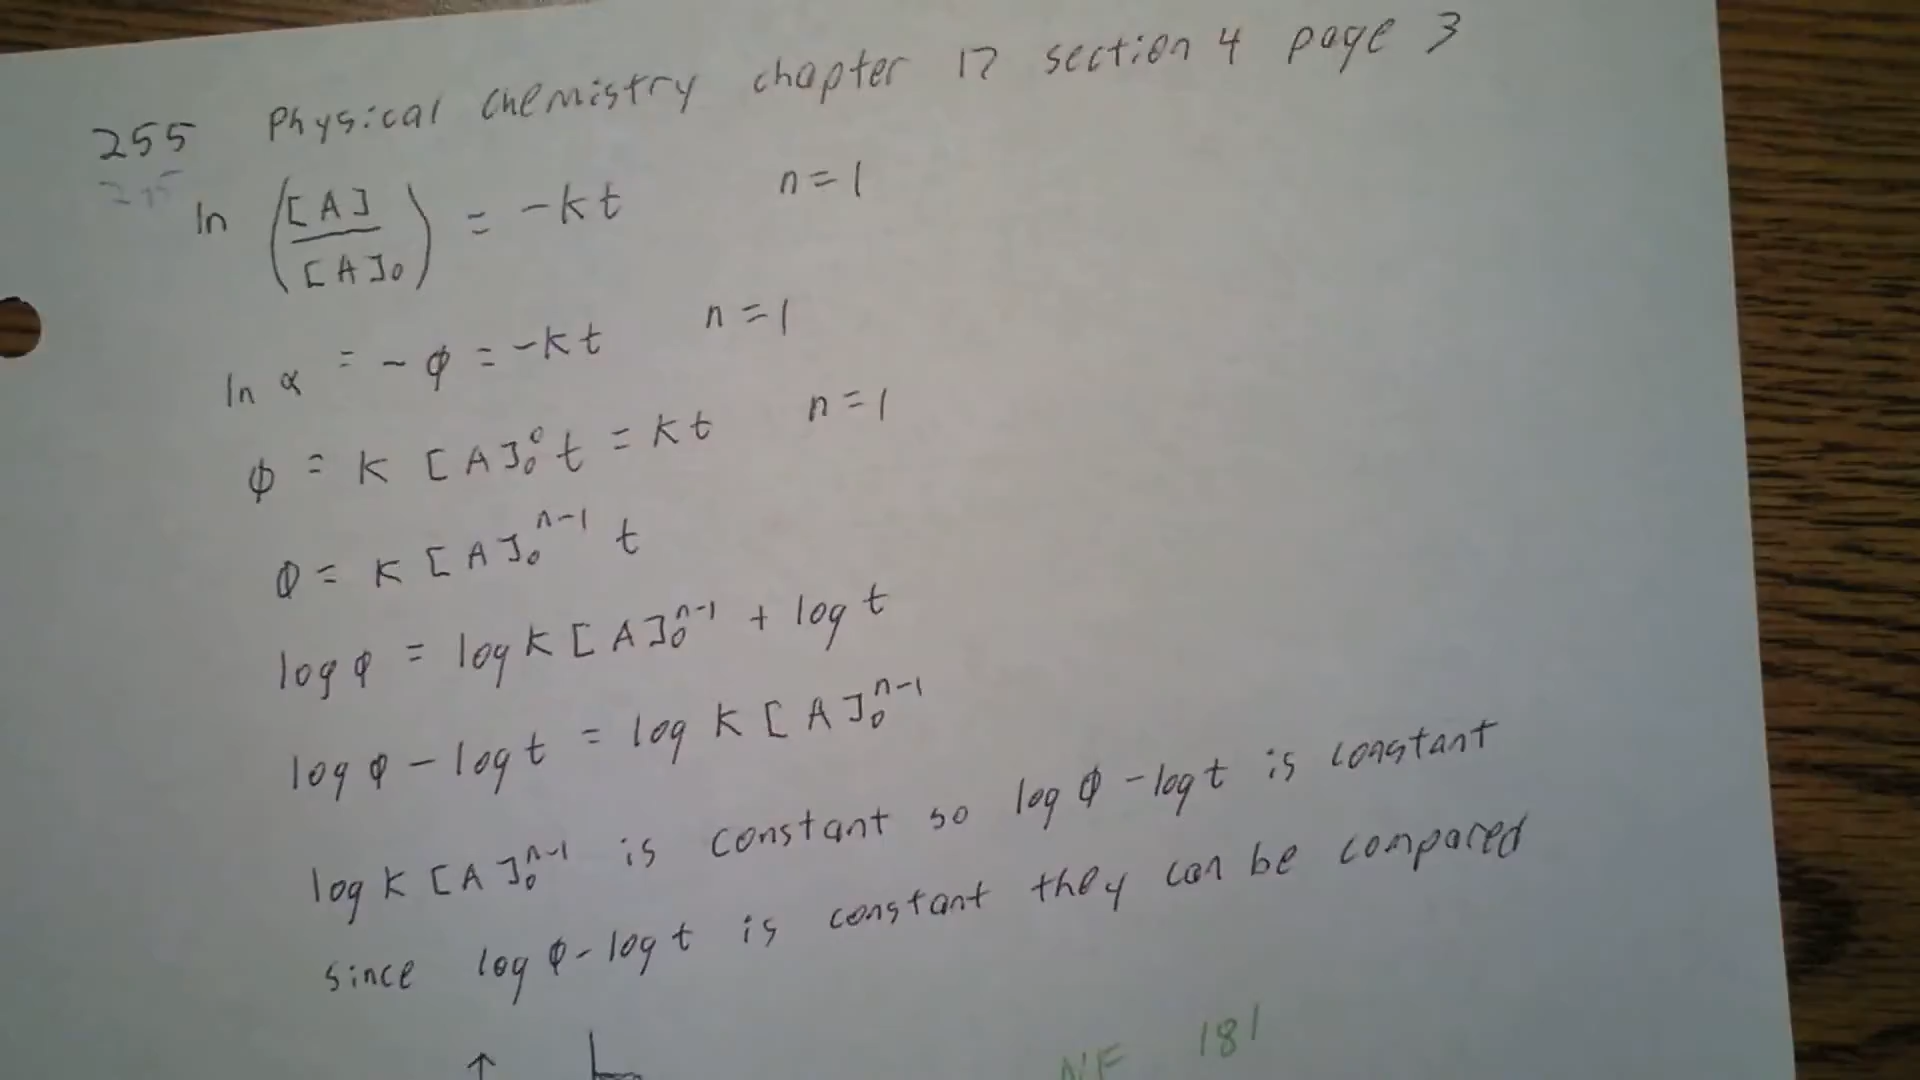 255 Physical chemistry chapter 17 section 4 page 3
ln ([A]/[A]₀) = -kt n=1
ln α = -ϕ = -kt n=1
ϕ = k [A]₀⁰ t = kt n=1
ϕ = k [A]₀ⁿ⁻¹ t
log ϕ = log k [A]₀ⁿ⁻¹ + log t
log ϕ - log t = log k [A]₀ⁿ⁻¹
log k [A]₀ⁿ⁻¹ is constant so log ϕ - log t is constant
since log ϕ - log t is constant they can be compared
NF 181